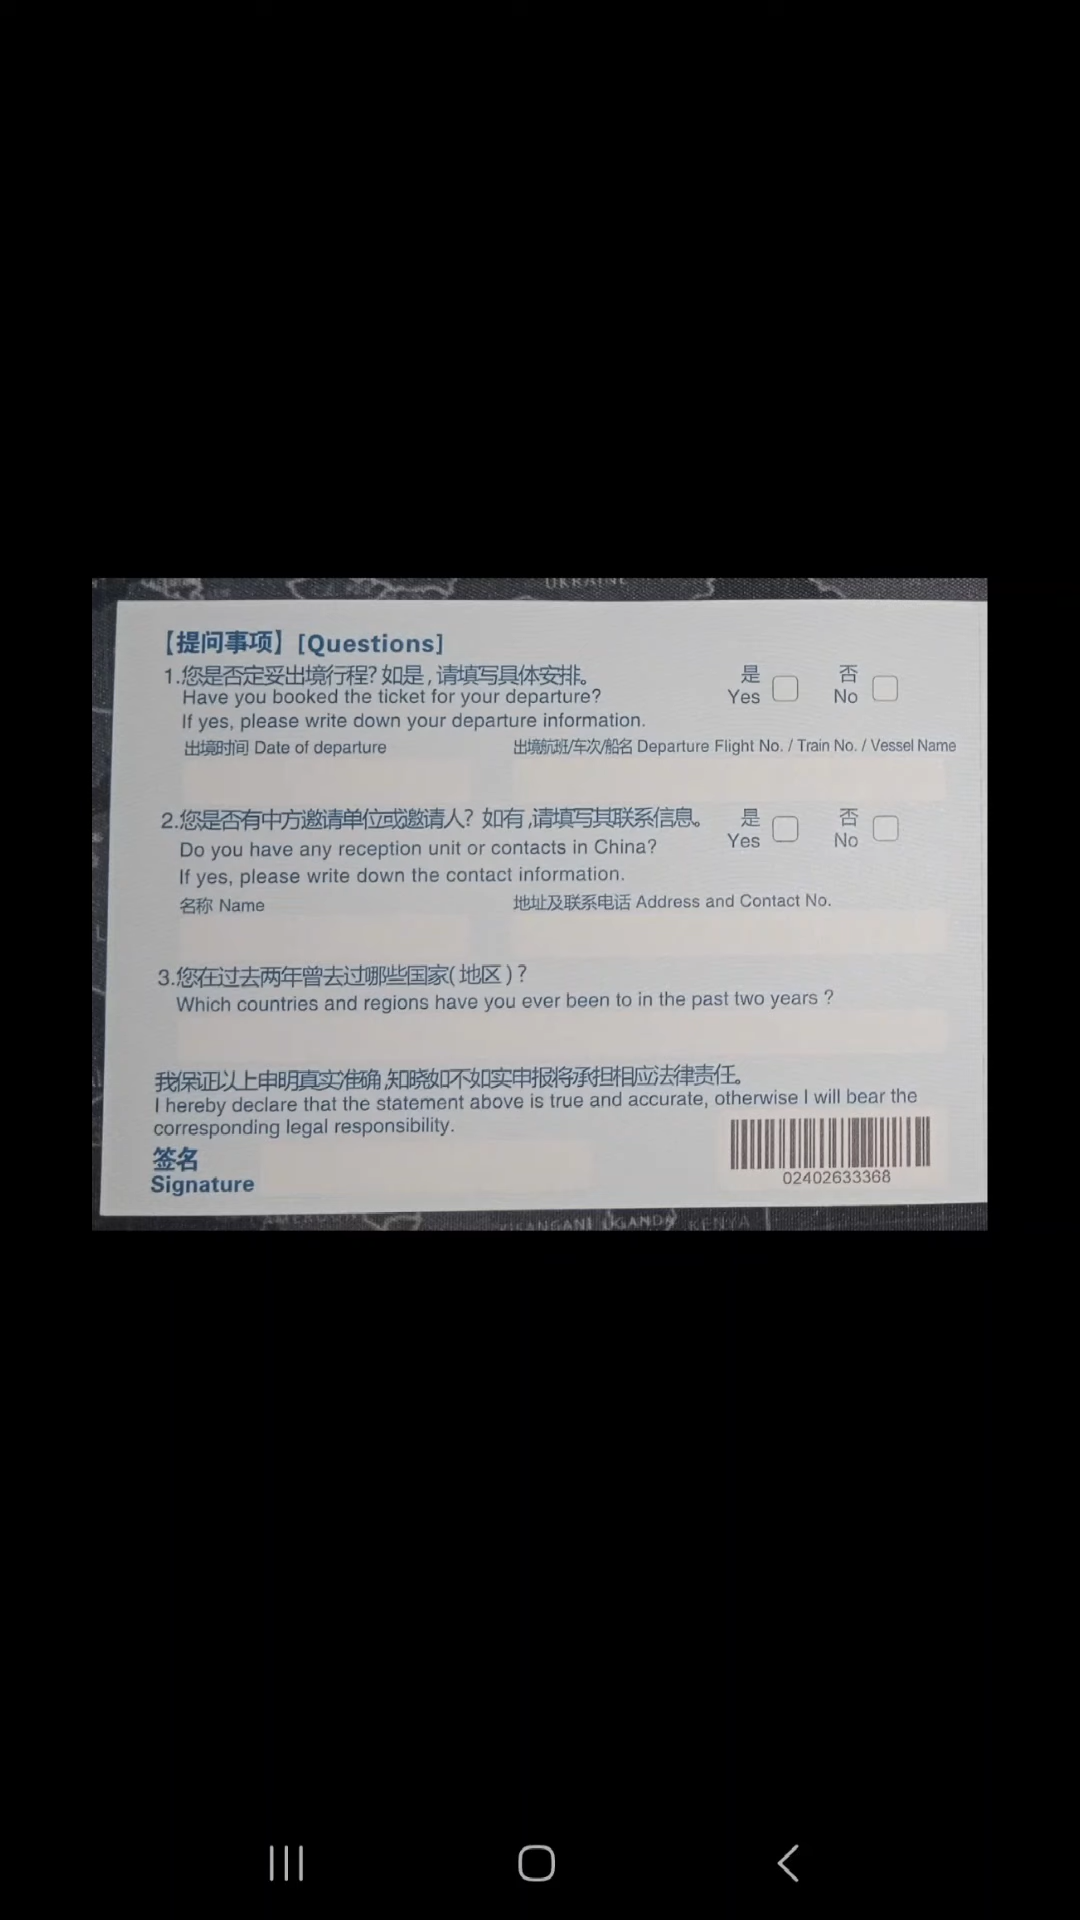 UKRAINE
【提问事项】[Questions]
1.您是否定妥出境行程? 如是,请填写具体安排。
是 否
Have you booked the ticket for your departure?
Yes No
If yes, please write down your departure information.
出境时间 Date of departure 出境航班/车次/船名 Departure Flight No. / Train No. / Vessel Name
2.您是否有中方邀请单位或邀请人? 如有,请填写其联系信息。
是 否
Do you have any reception unit or contacts in China?
Yes No
If yes, please write down the contact information.
名称 Name 地址及联系电话 Address and Contact No.
3.您在过去两年曾去过哪些国家(地区)?
Which countries and regions have you ever been to in the past two years ?
我保证以上申明真实准确,知晓如不如实申报将承担相应法律责任。
I hereby declare that the statement above is true and accurate, otherwise I will bear the
corresponding legal responsibility.
签名
Signature
02402633368
UGANDA KENYA